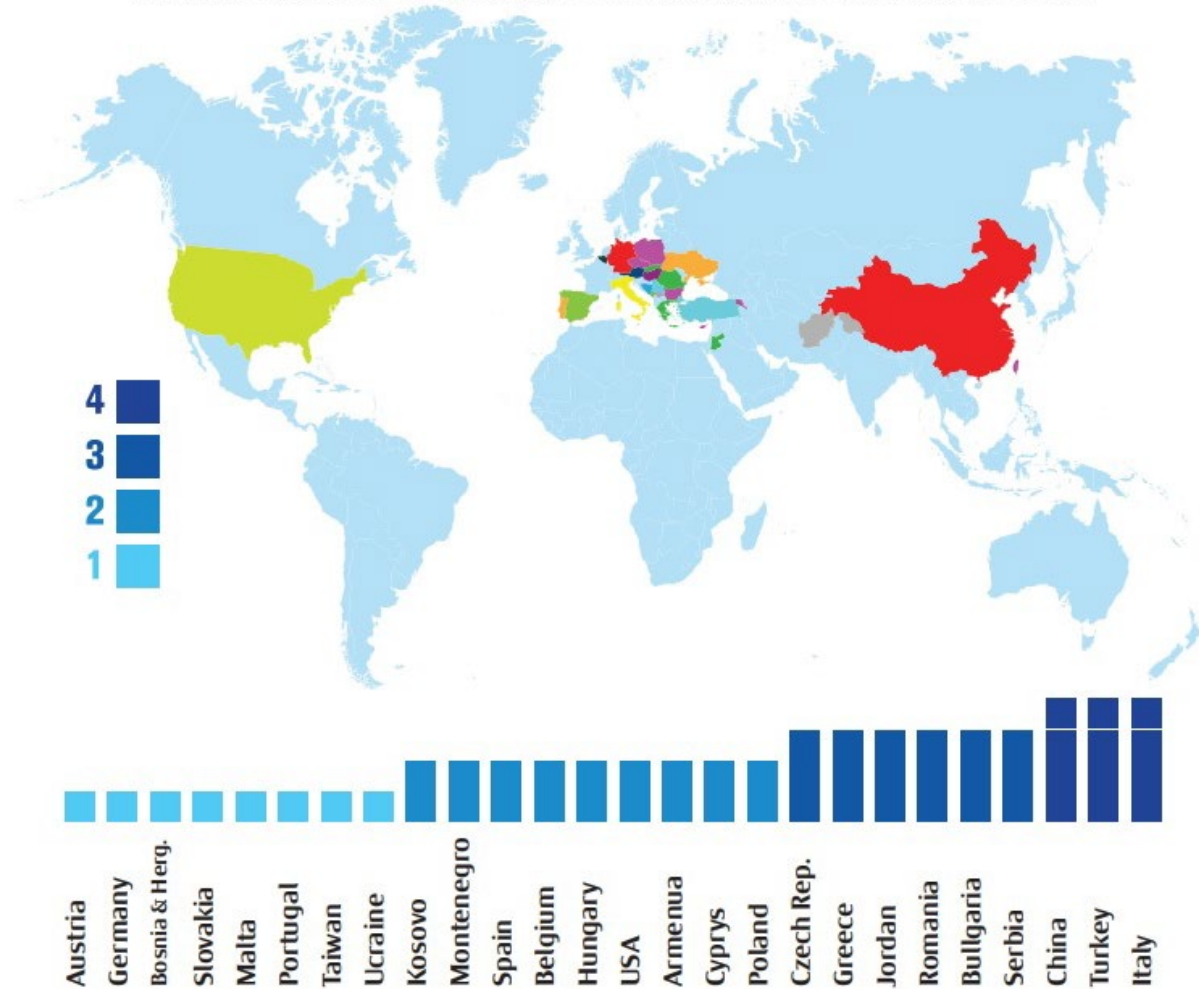 4
3
2
1
Austria
Germany
Bosnia & Herg.
Slovakia
Malta
Portugal
Taiwan
Ucraine
Kosovo
Montenegro
Spain
Belgium
Hungary
USA
Armenua
Cyprys
Poland
Czech Rep.
Greece
Jordan
Romania
Bullgaria
Serbia
China
Turkey
Italy